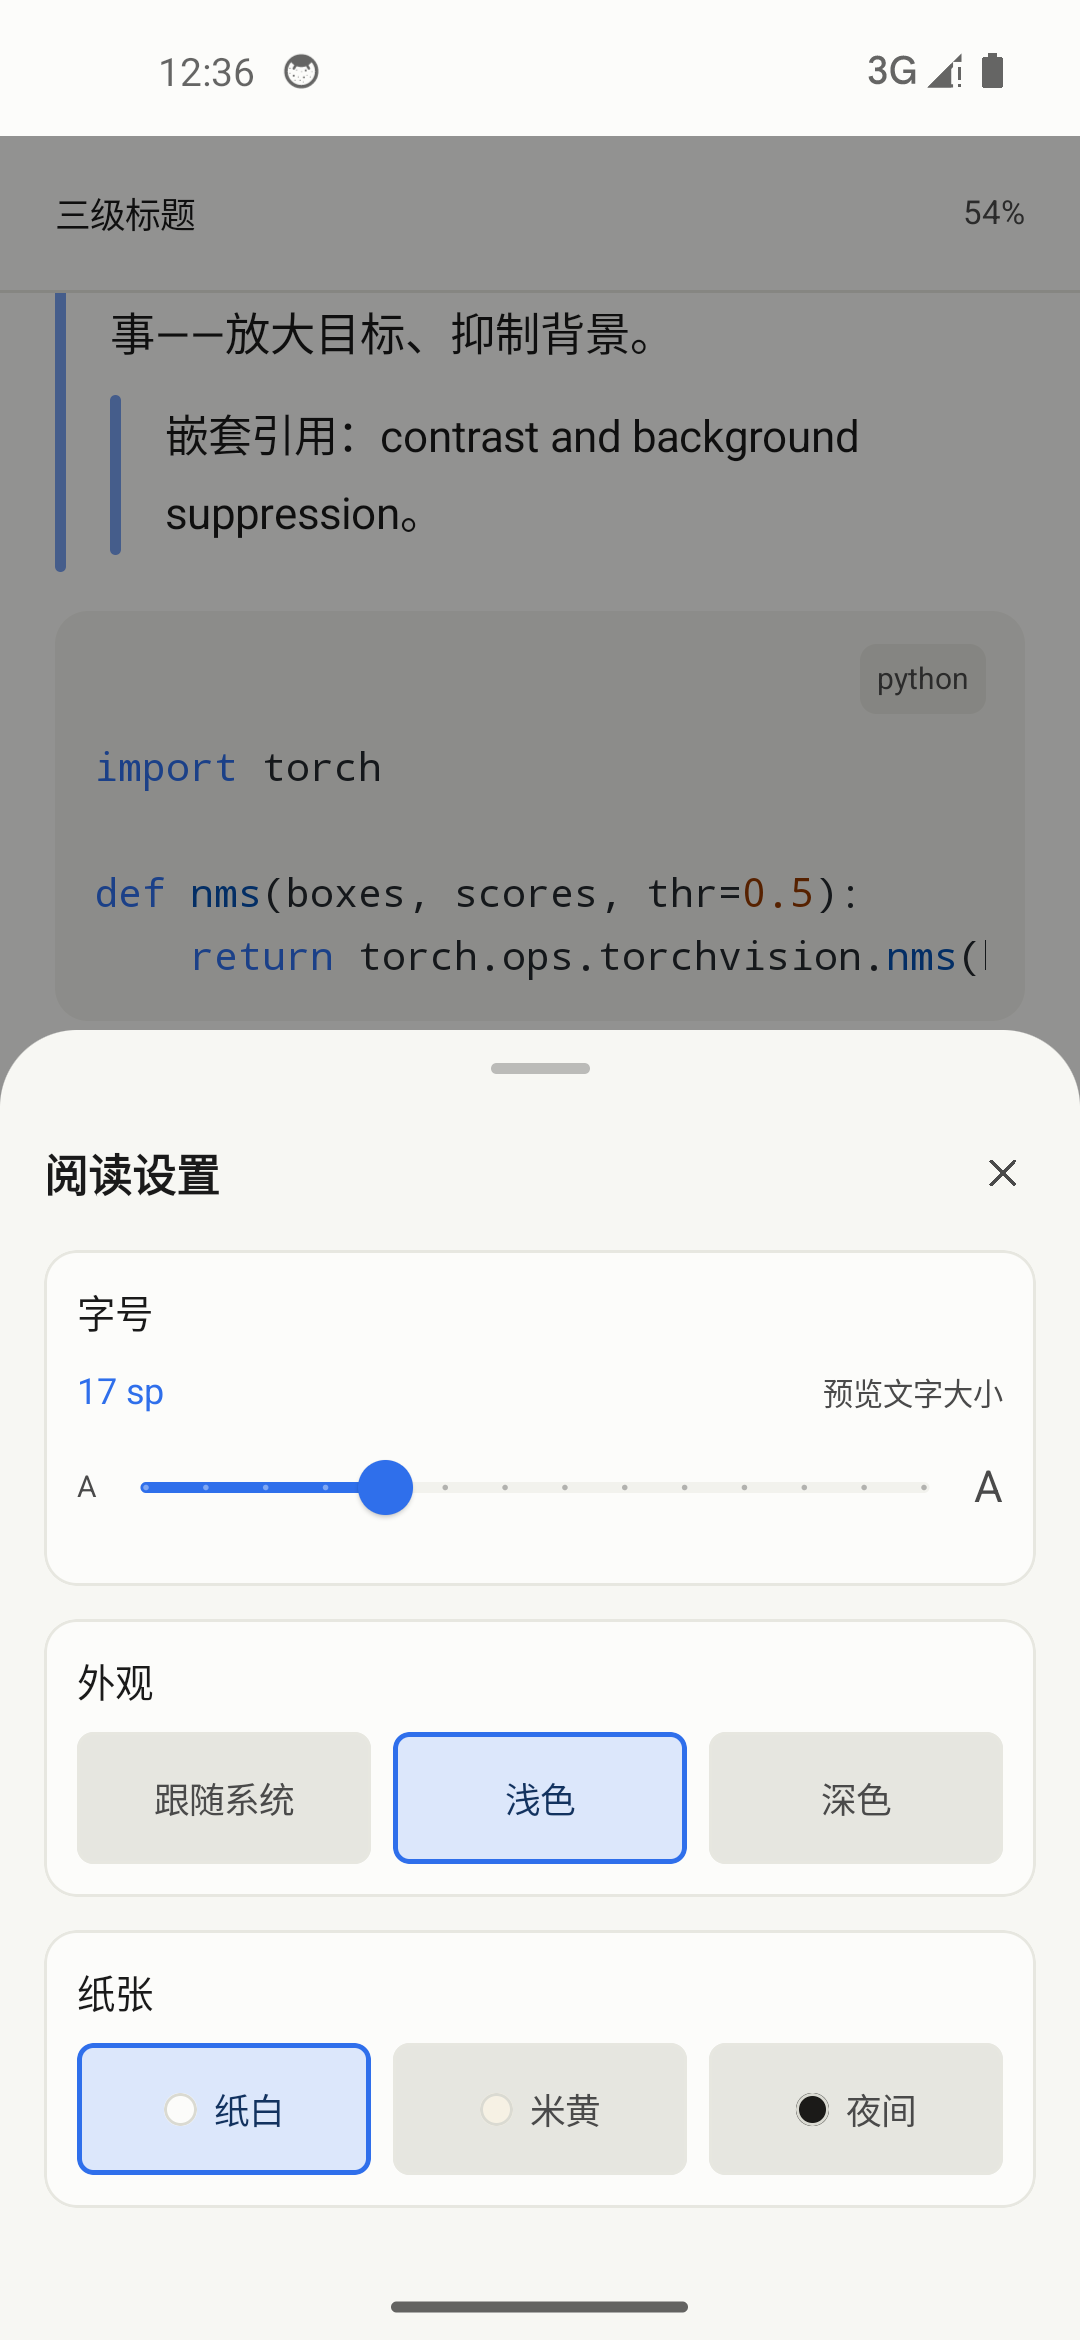 12:36
3G
三级标题
54%
事——放大目标、抑制背景。
嵌套引用：contrast and background
suppression。
python
import torch
def nms(boxes, scores, thr=0.5):
    return torch.ops.torchvision.nms(
阅读设置
字号
17 sp
预览文字大小
A
A
外观
跟随系统
浅色
深色
纸张
纸白
米黄
夜间